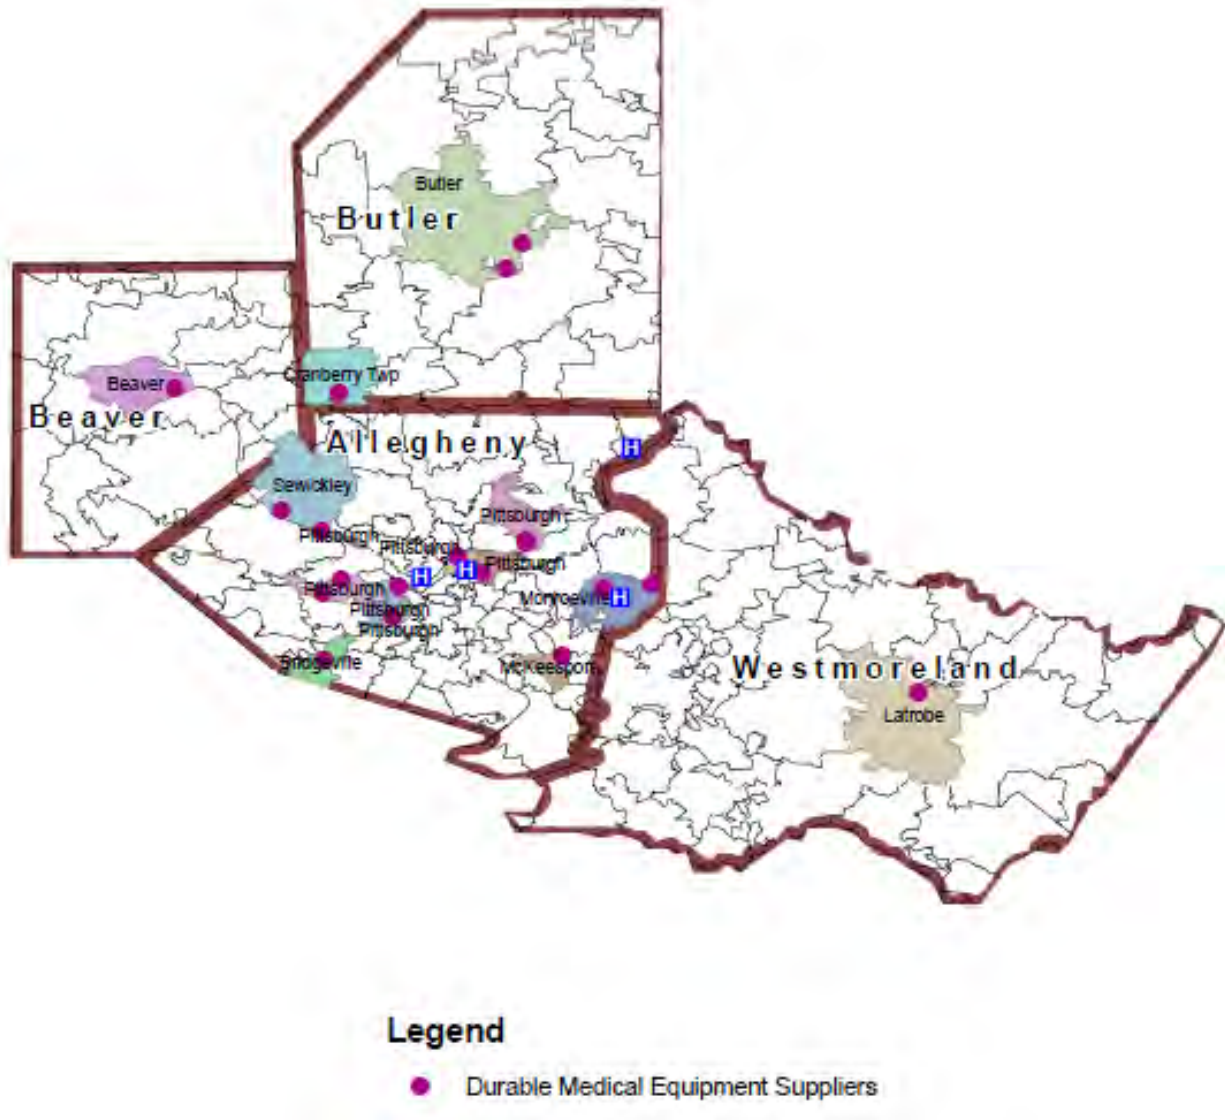 Butler
Butler
Cranberry Twp
Beaver
Beaver
Allegheny
H
Sewickley
Pittsburgh
Pittsburgh
Pittsburgh
Pittsburgh
H
H
Pittsburgh
Monroeville
H
Pittsburgh
Pittsburgh
Bridgeville
McKeesport
Westmoreland
Latrobe
Legend
Durable Medical Equipment Suppliers